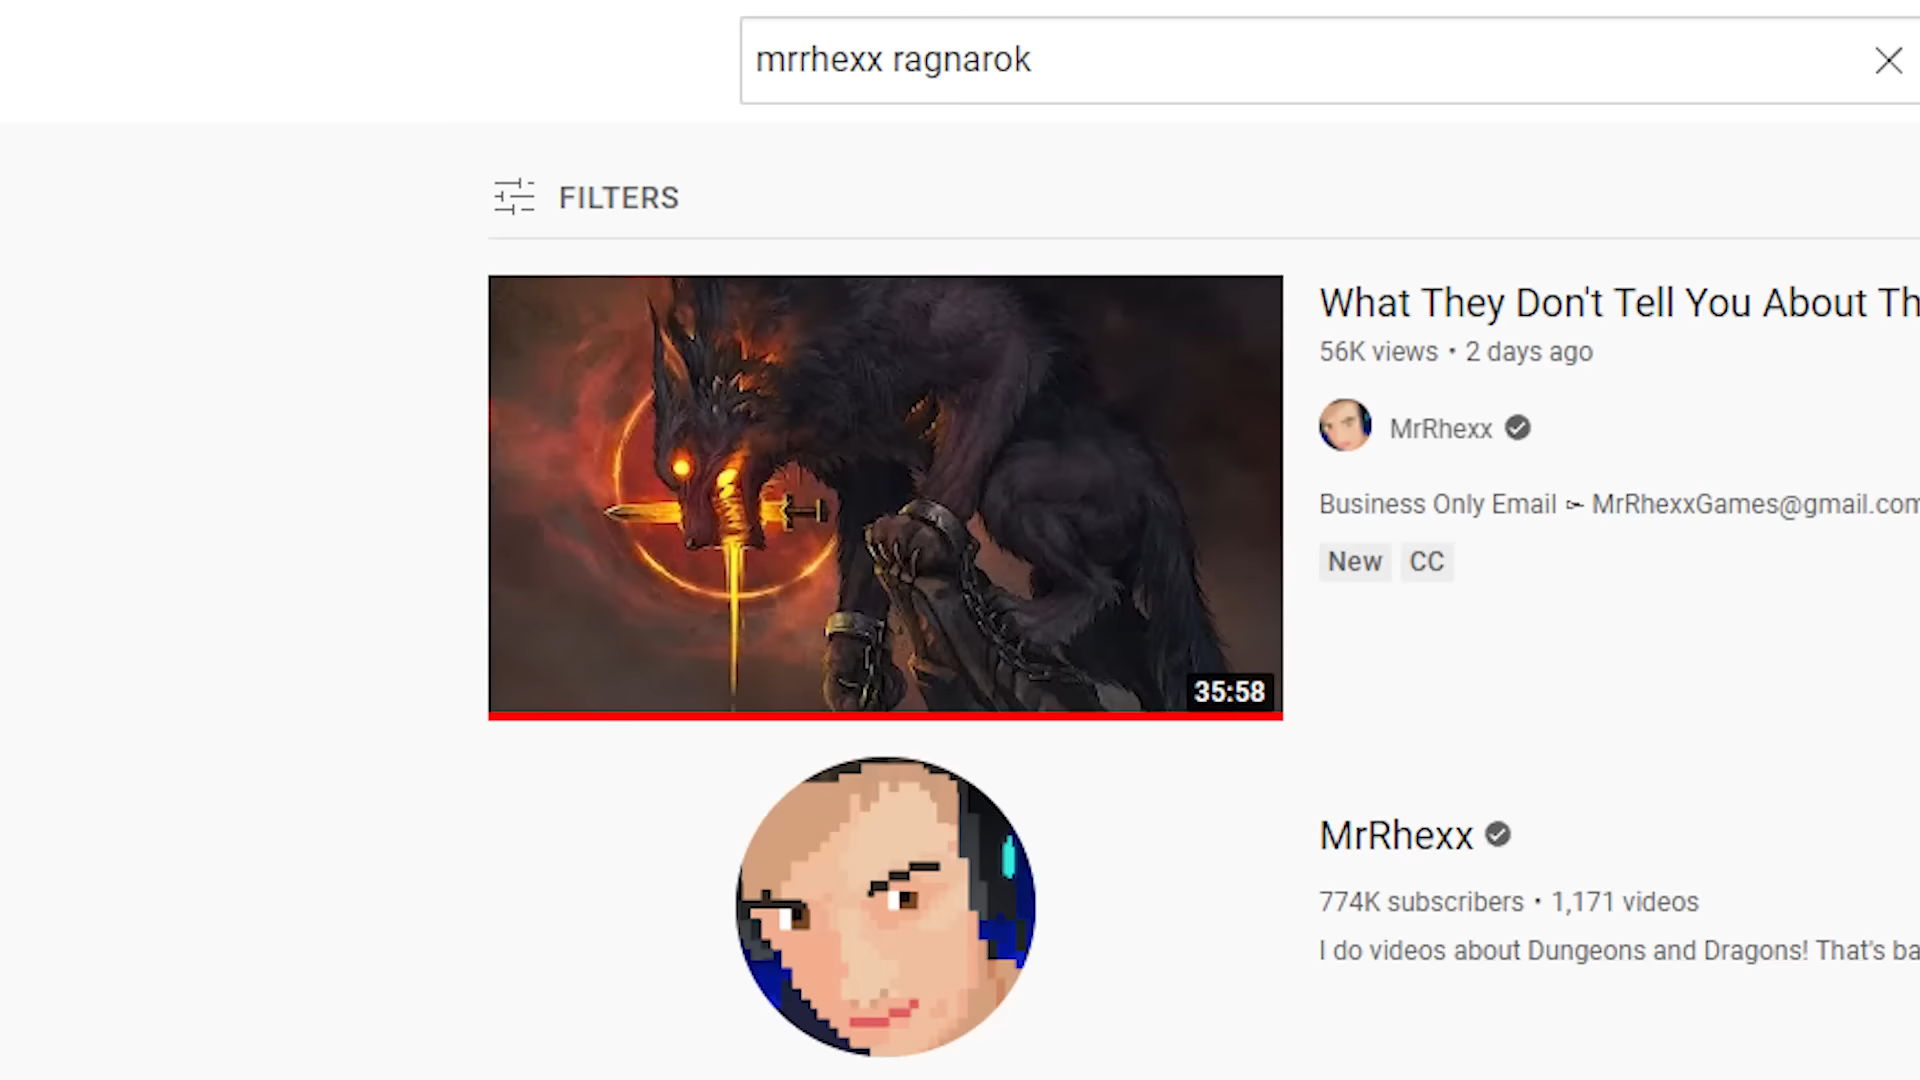 mrrhexx ragnarok
FILTERS
What They Don't Tell You About Th
56K views • 2 days ago
MrRhexx
Business Only Email ✉ MrRhexxGames@gmail.com
New CC
35:58
MrRhexx
774K subscribers • 1,171 videos
I do videos about Dungeons and Dragons! That's ba